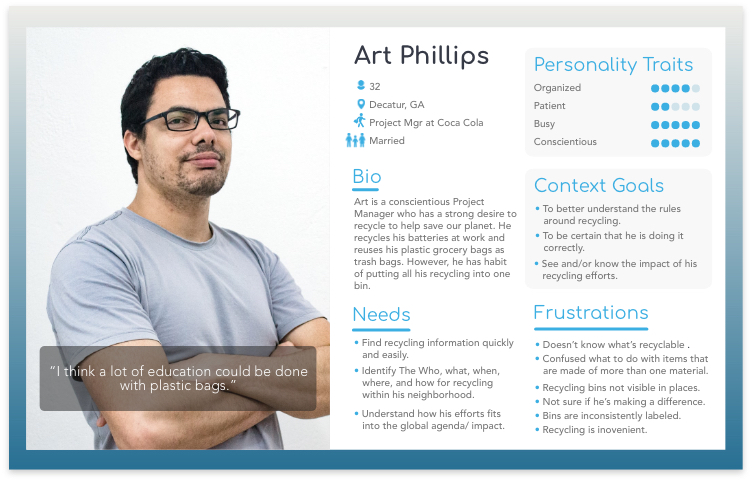 Art Phillips
32
Decatur, GA
Project Mgr at Coca Cola
Married
Bio
Art is a conscientious Project
Manager who has a strong desire to
recycle to help save our planet. He
recycles his batteries at work and
reuses his plastic grocery bags as
trash bags. However, he has habit
of putting all his recycling into one
bin.
Needs
• Find recycling information quickly
and easily.
• Identify The Who, what, when,
where, and how for recycling
within his neighborhood.
• Understand how his efforts fits
into the global agenda/ impact.
“I think a lot of education could be done
with plastic bags.”
Personality Traits
Organized
Patient
Busy
Conscientious
Context Goals
• To better understand the rules
around recycling.
• To be certain that he is doing it
correctly.
• See and/or know the impact of his
recycling efforts.
Frustrations
• Doesn’t know what’s recyclable .
• Confused what to do with items that
are made of more than one material.
• Recycling bins not visible in places.
• Not sure if he’s making a difference.
• Bins are inconsistently labeled.
• Recycling is inovenient.